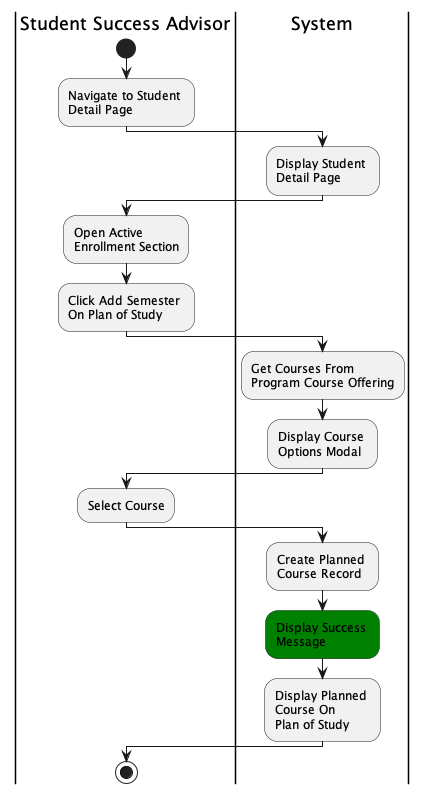 Student Success Advisor
System
Navigate to Student
Detail Page
Display Student
Detail Page
Open Active
Enrollment Section
Click Add Semester
On Plan of Study
Get Courses From
Program Course Offering
Display Course
Options Modal
Select Course
Create Planned
Course Record
Display Success
Message
Display Planned
Course On
Plan of Study